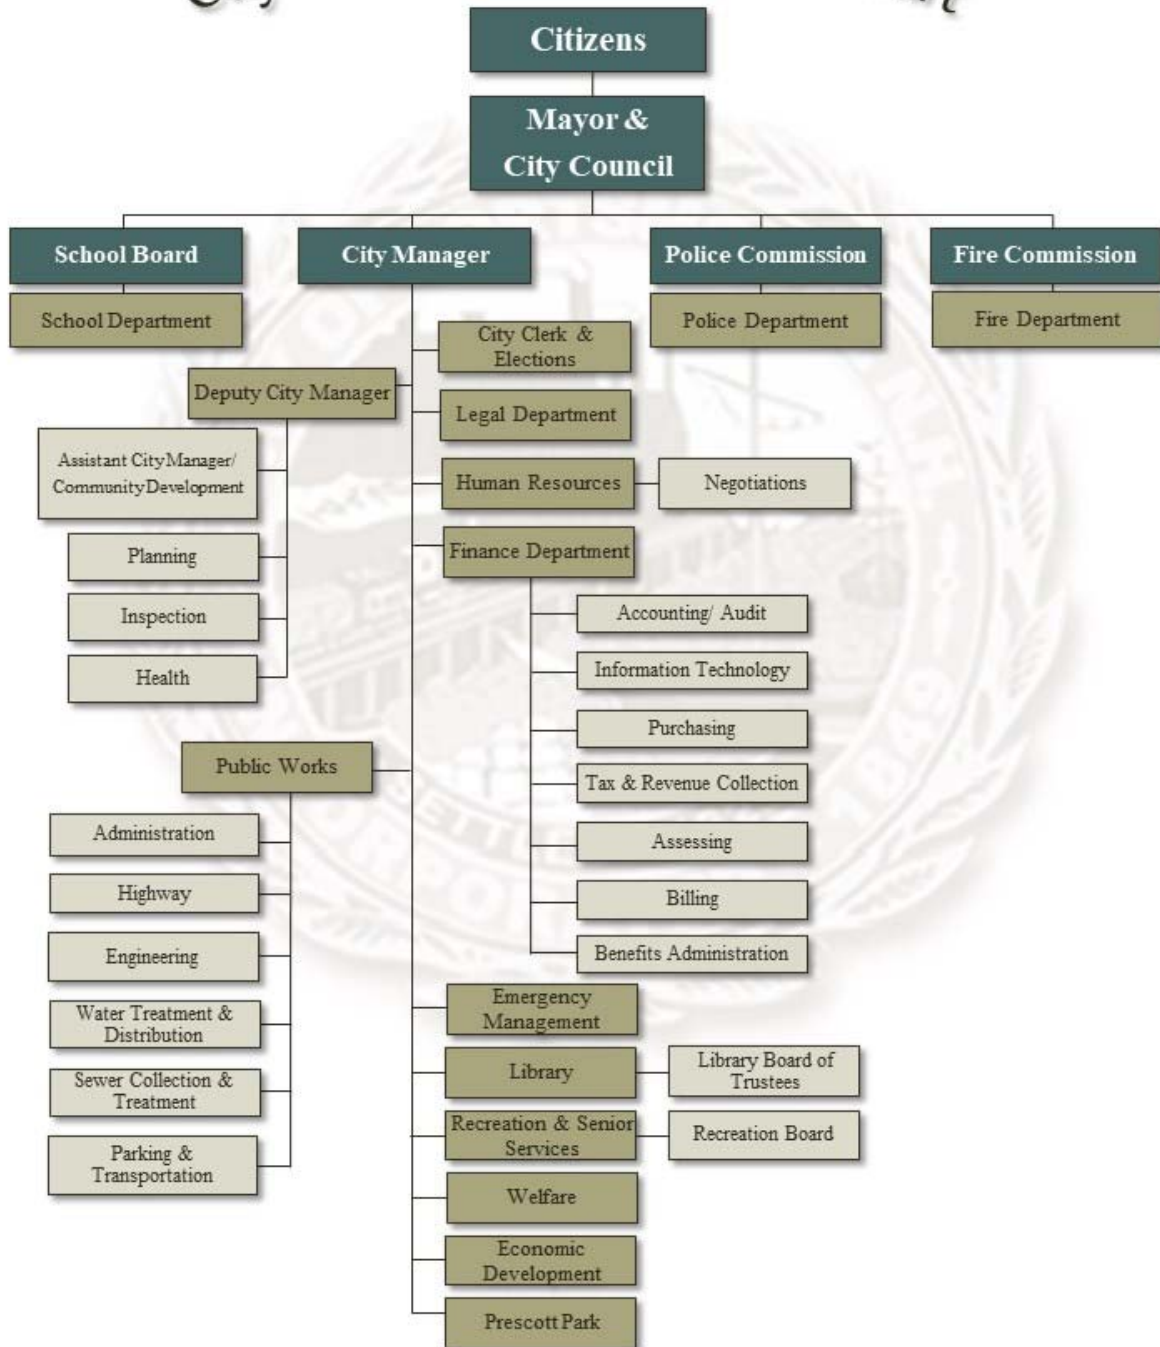 Citizens
Mayor &
City Council
School Board
City Manager
Police Commission
Fire Commission
School Department
Police Department
Fire Department
City Clerk &
Elections
Deputy City Manager
Legal Department
Assistant City Manager/
Community Development
Human Resources
Negotiations
Planning
Finance Department
Inspection
Accounting/ Audit
Health
Information Technology
Purchasing
Public Works
Tax & Revenue Collection
Administration
Assessing
Highway
Billing
Engineering
Benefits Administration
Water Treatment &
Distribution
Emergency
Management
Sewer Collection &
Treatment
Library
Library Board of
Trustees
Parking &
Transportation
Recreation & Senior
Services
Recreation Board
Welfare
Economic
Development
Prescott Park